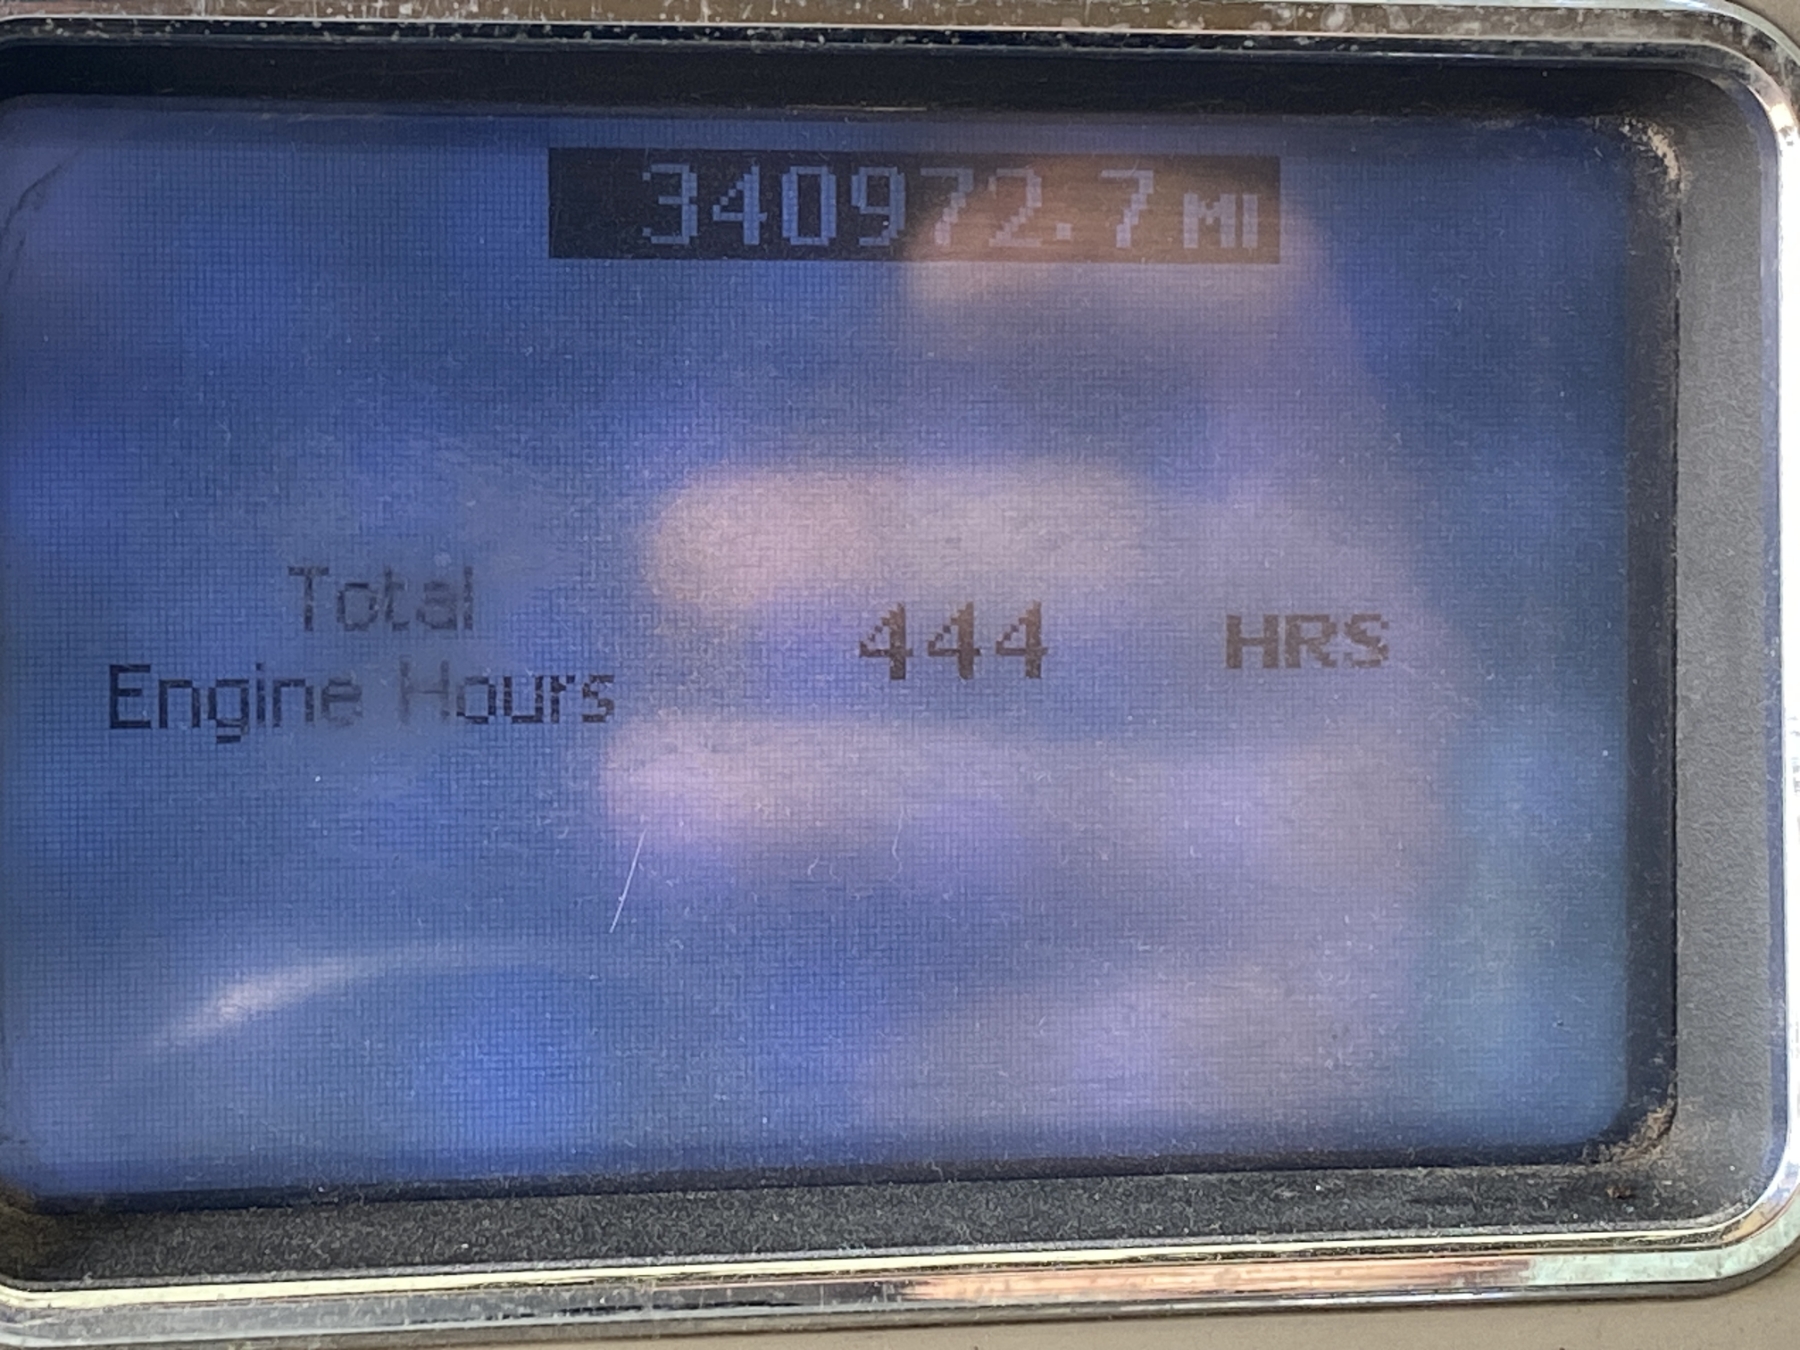 340972.7 MI
Total
Engine Hours
444 HRS